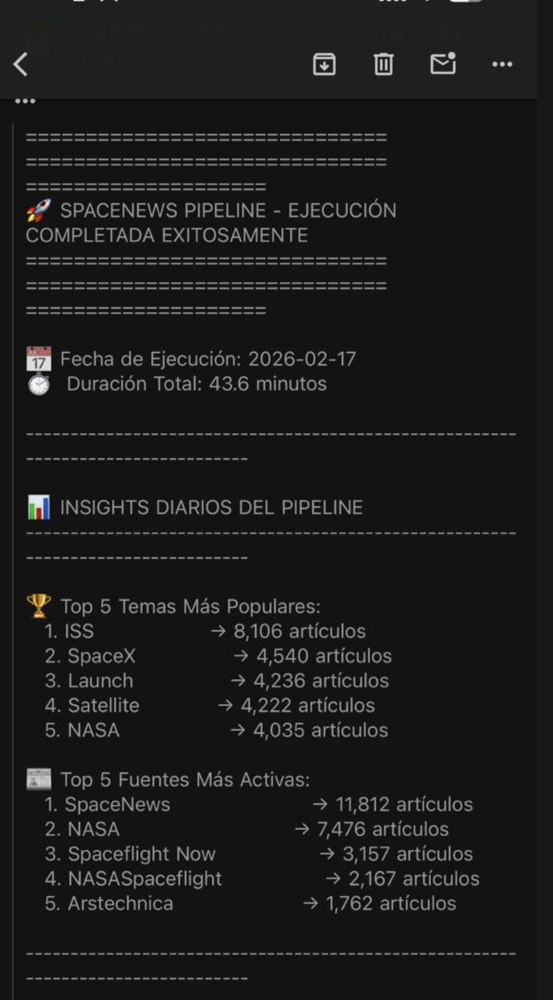 ==============================
==============================
====================
🚀 SPACENEWS PIPELINE - EJECUCIÓN
COMPLETADA EXITOSAMENTE
==============================
==============================
====================
📅 Fecha de Ejecución: 2026-02-17
⏱ Duración Total: 43.6 minutos
-------------------------------------------------------
-------------------------
📊 INSIGHTS DIARIOS DEL PIPELINE
-------------------------------------------------------
-------------------------
🏆 Top 5 Temas Más Populares:
1. ISS → 8,106 artículos
2. SpaceX → 4,540 artículos
3. Launch → 4,236 artículos
4. Satellite → 4,222 artículos
5. NASA → 4,035 artículos
📰 Top 5 Fuentes Más Activas:
1. SpaceNews → 11,812 artículos
2. NASA → 7,476 artículos
3. Spaceflight Now → 3,157 artículos
4. NASASpaceflight → 2,167 artículos
5. Arstechnica → 1,762 artículos
-------------------------------------------------------
-------------------------